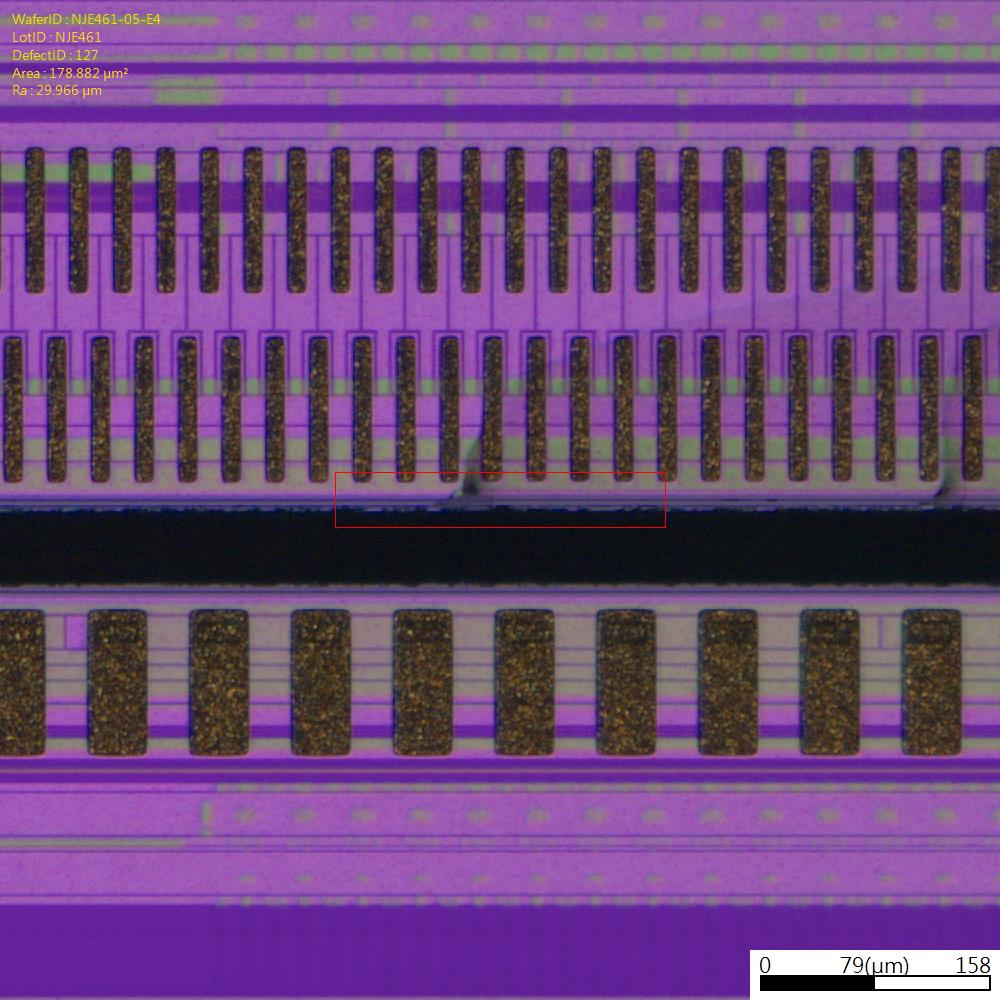 WaferID : NJE461-05-E4
LotID : NJE461
DefectID : 127
Area : 178.882 µm²
Ra : 29.966 µm
0 79(µm) 158